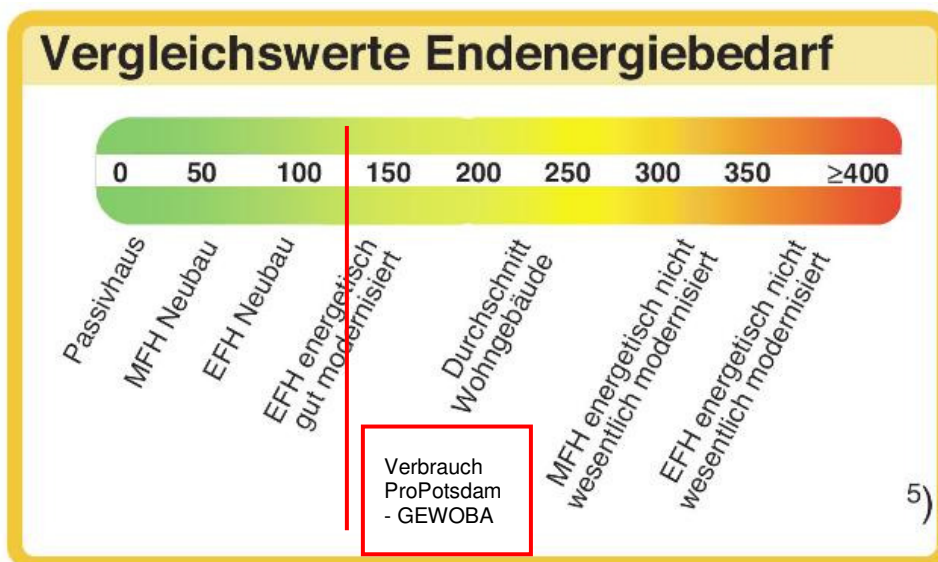 Vergleichswerte Endenergiebedarf
0 50 100 150 200 250 300 350 ≥400
Passivhaus
MFH Neubau
EFH Neubau
EFH energetisch
gut modernisiert
Durchschnitt
Wohngebäude
MFH energetisch nicht
wesentlich modernisiert
EFH energetisch nicht
wesentlich modernisiert
Verbrauch
ProPotsdam
- GEWOBA
5)